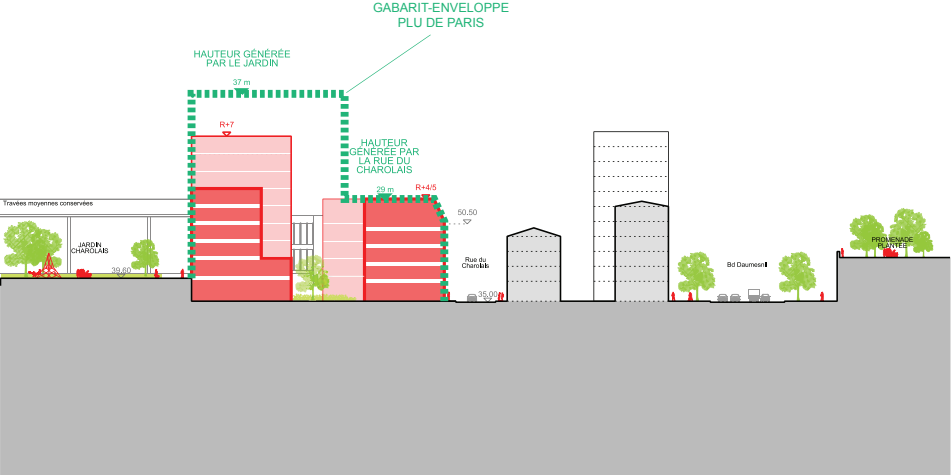 GABARIT-ENVELOPPE
PLU DE PARIS
HAUTEUR GÉNÉRÉE
PAR LE JARDIN
37 m
R+7
HAUTEUR
GÉNÉRÉE PAR
LA RUE DU
CHAROLAIS
29 m
R+4/5
Travées moyennes conservées
50.50
JARDIN
CHAROLAIS
39.60
Rue du
Charolais
35.00
Bd Daumesnil
PROMENADE
PLANTÉE